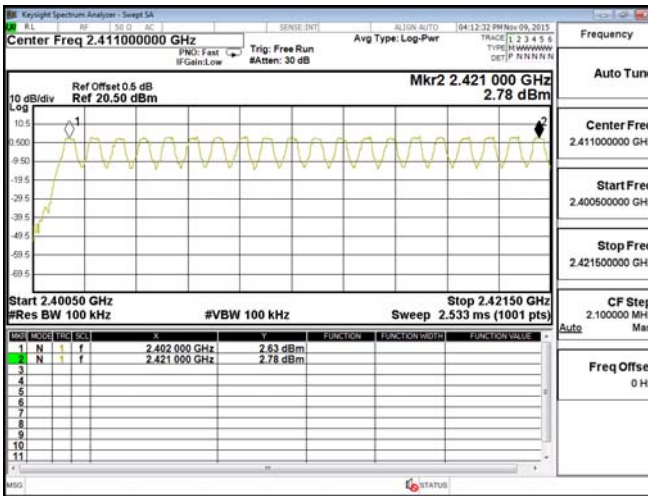 Keysight Spectrum Analyzer - Swept SA
RL RF 50 Ω AC SENSE:INT ALIGN AUTO 04:12:32 PM Nov 09, 2015
Center Freq 2.411000000 GHz
PNO: Fast
IFGain:Low
Trig: Free Run
#Atten: 30 dB
Avg Type: Log-Pwr
TRACE 1 2 3 4 5 6
TYPE M W W W W W
DET P N N N N N
Ref Offset 0.5 dB
10 dB/div Ref 20.50 dBm
Log
Mkr2 2.421 000 GHz
2.78 dBm
10.5
0.500
-9.50
-19.5
-29.5
-39.5
-49.5
-59.5
-69.5
1
2
Start 2.40050 GHz
Stop 2.42150 GHz
#Res BW 100 kHz
#VBW 100 kHz
Sweep 2.533 ms (1001 pts)
MKR MODE TRC SCL X Y FUNCTION FUNCTION WIDTH FUNCTION VALUE
1 N 1 f 2.402 000 GHz 2.63 dBm
2 N 1 f 2.421 000 GHz 2.78 dBm
3
4
5
6
7
8
9
10
11
MSG
STATUS
Frequency
Auto Tun
Center Fre
2.411000000 GH
Start Fre
2.400500000 GH
Stop Fre
2.421500000 GH
CF Ste
2.100000 MH
Auto Ma
Freq Offse
0 H